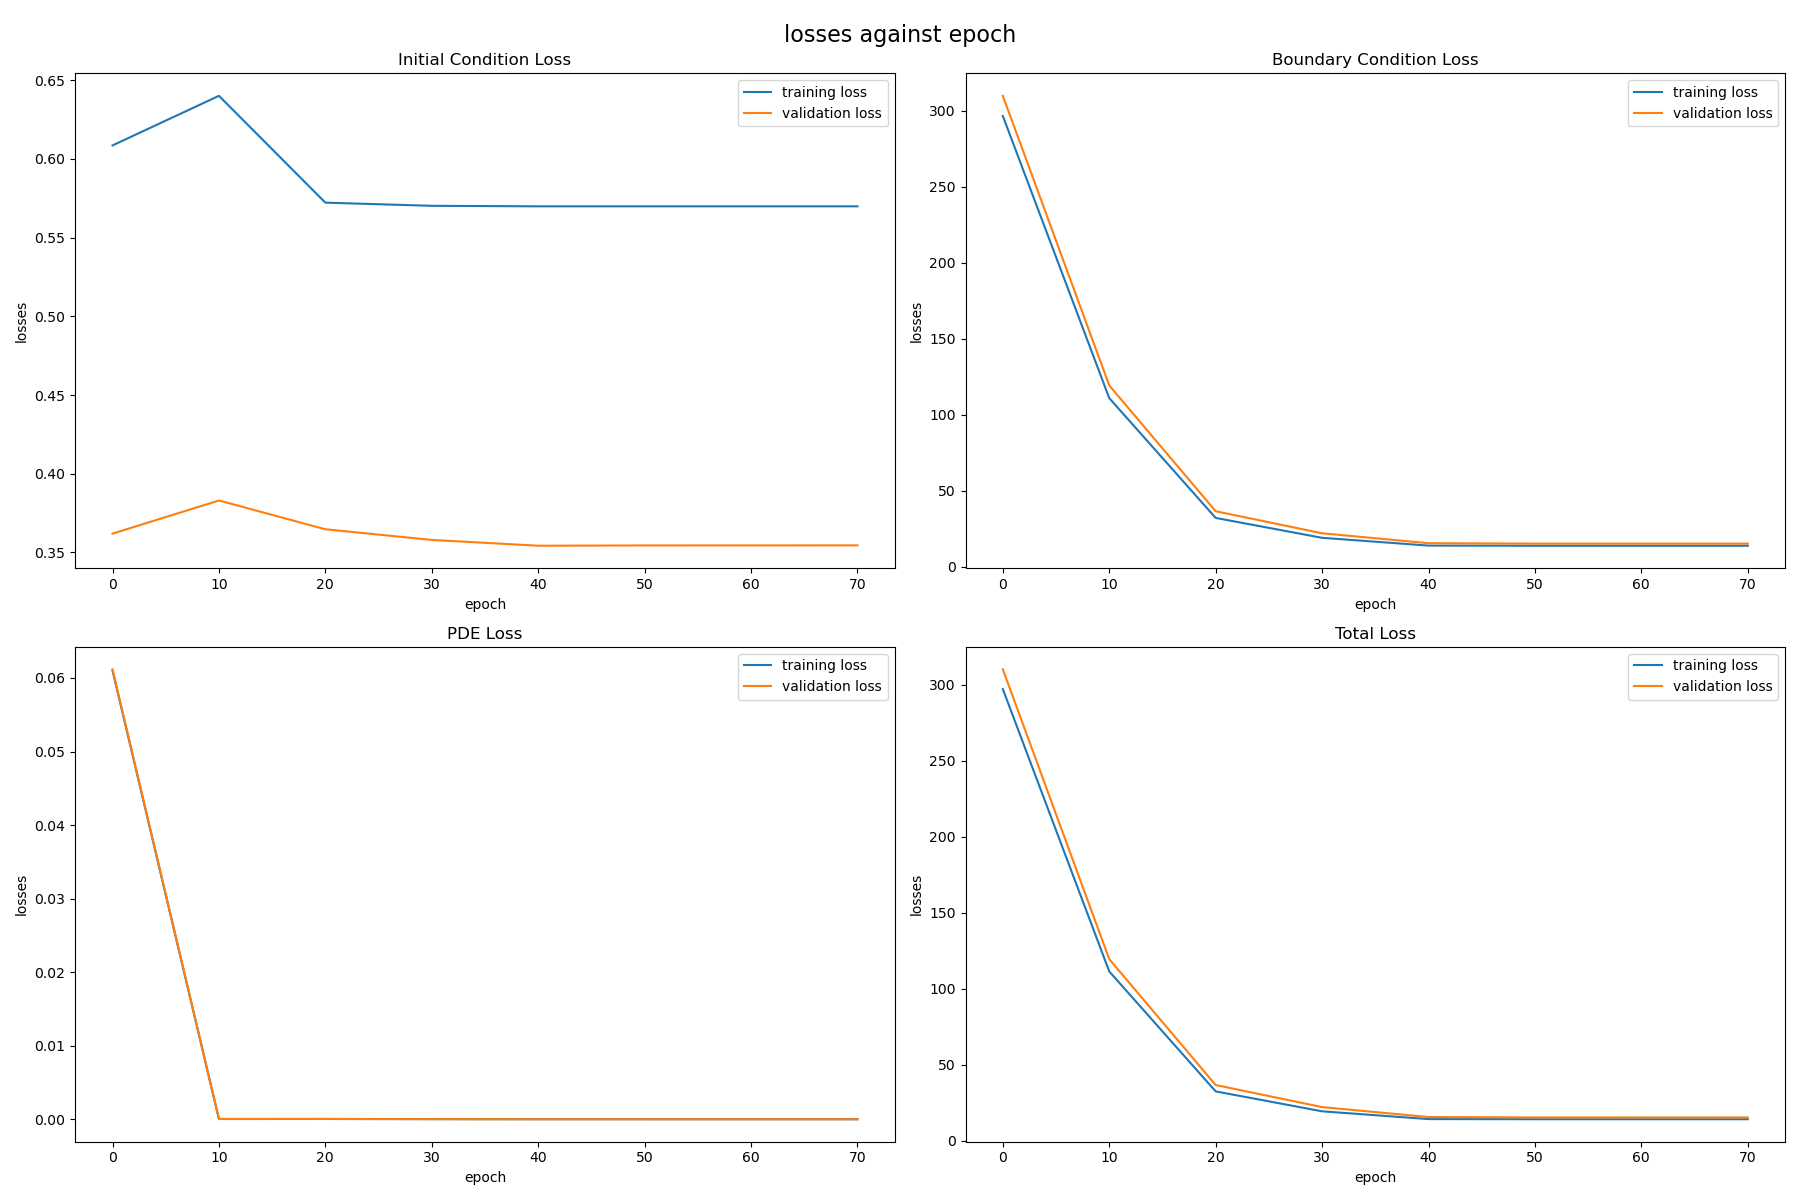 losses against epoch
Initial Condition Loss
0.65
0.60
0.55
0.50
0.45
0.40
0.35
losses
0 10 20 30 40 50 60 70
epoch
training loss
validation loss
Boundary Condition Loss
300
250
200
150
100
50
0
losses
0 10 20 30 40 50 60 70
epoch
training loss
validation loss
PDE Loss
0.06
0.05
0.04
0.03
0.02
0.01
0.00
losses
0 10 20 30 40 50 60 70
epoch
training loss
validation loss
Total Loss
300
250
200
150
100
50
0
losses
0 10 20 30 40 50 60 70
epoch
training loss
validation loss